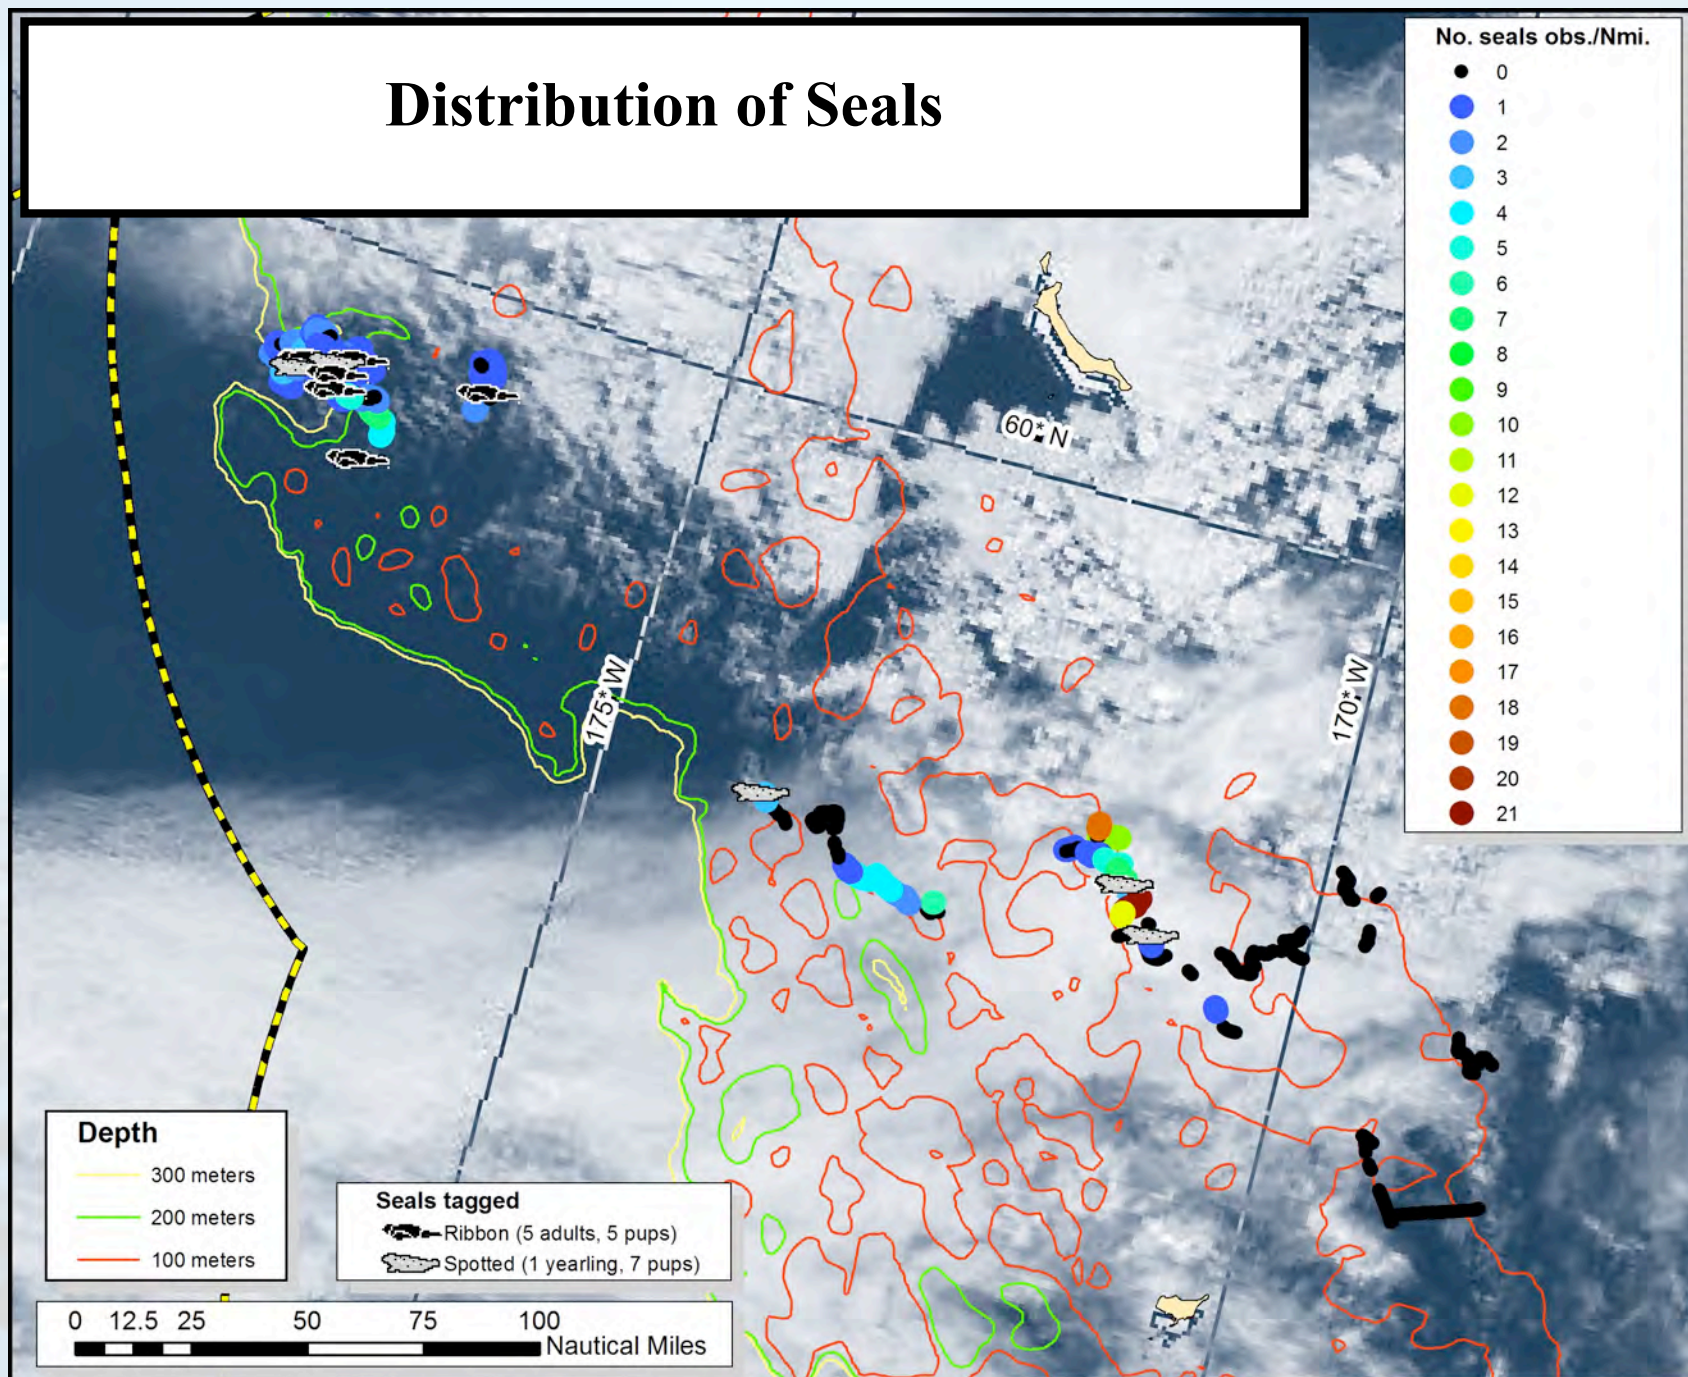 Distribution of Seals
No. seals obs./Nmi.
0
1
2
3
4
5
6
7
8
9
10
11
12
13
14
15
16
17
18
19
20
21
60° N
175° W
170° W
Depth
300 meters
200 meters
100 meters
Seals tagged
Ribbon (5 adults, 5 pups)
Spotted (1 yearling, 7 pups)
0 12.5 25 50 75 100
Nautical Miles